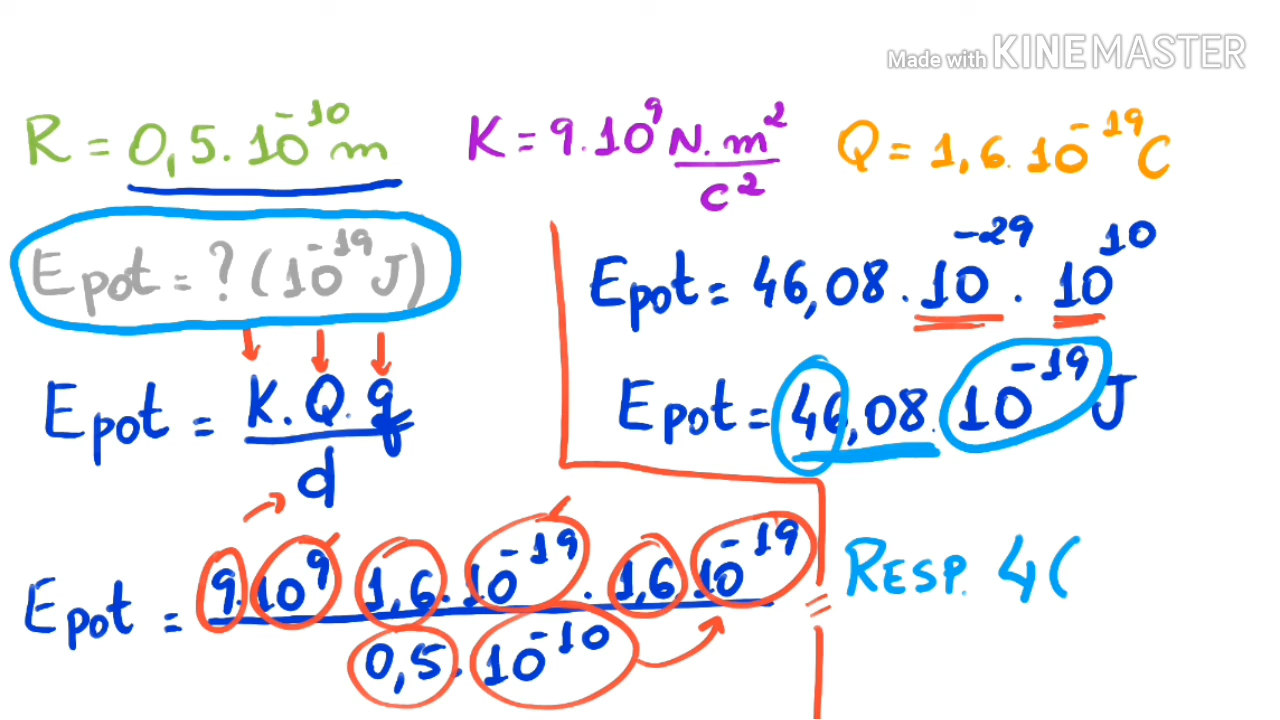 Made with KINEMASTER
R = 0,5.10⁻¹⁰ m
K = 9.10⁹ N.m²/C²
Q = 1,6.10⁻¹⁹ C
Epot = ? (10⁻¹⁹ J)
Epot = K.Q.q
d
Epot = 9.10⁹.1,6.10⁻¹⁹.1,6.10⁻¹⁹
0,5.10⁻¹⁰
Epot = 46,08.10⁻²⁹.10¹⁰
Epot = 46,08.10⁻¹⁹ J
RESP. 4(